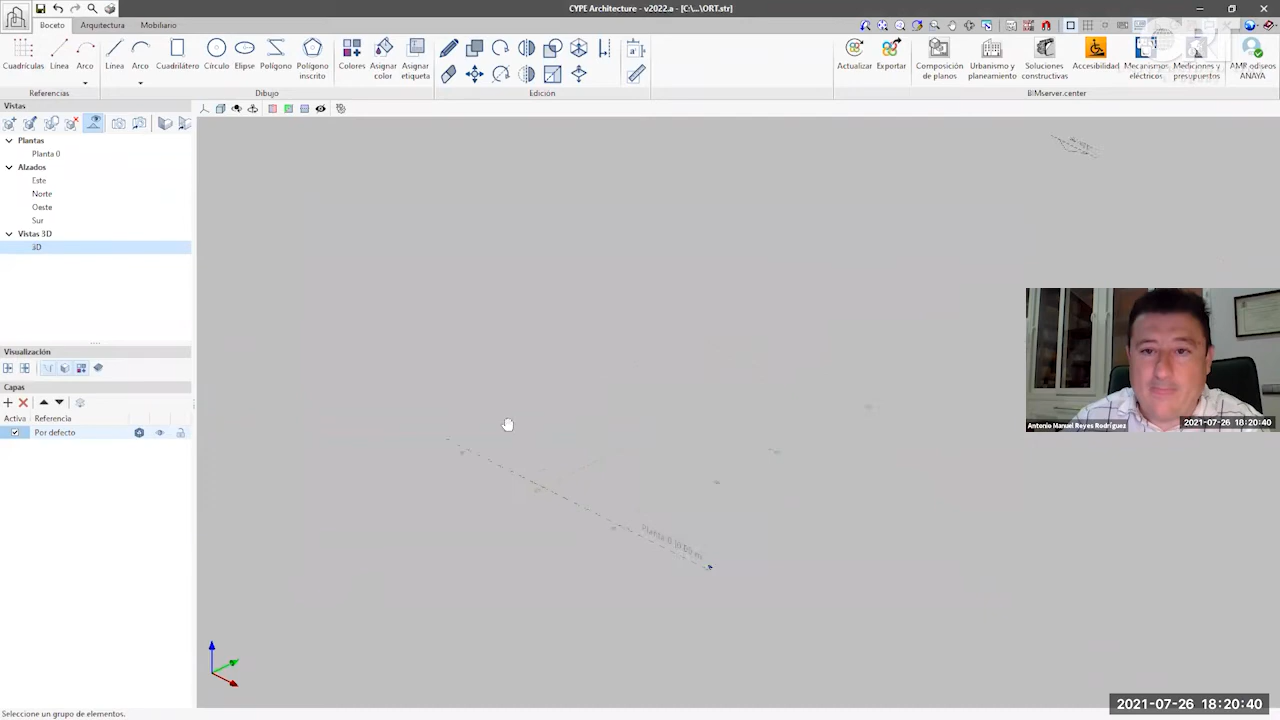 CYPE Architecture - v2022.a - [C:\...\ORT.str]
Boceto
Arquitectura
Mobiliario
Cuadrículas
Línea
Arco
Línea
Arco
Cuadrilátero
Círculo
Elipse
Polígono
Polígono inscrito
Colores
Asignar color
Asignar etiqueta
Actualizar
Exportar
Composición de planos
Urbanismo y planeamiento
Soluciones constructivas
Accesibilidad
Mecanismos eléctricos
Mediciones y presupuestos
ANAYA
Referencias
Dibujo
Edición
BIMserver.center
Vistas
Plantas
Planta 0
Alzados
Este
Norte
Oeste
Sur
Vistas 3D
3D
Visualización
Capas
Activa
Referencia
Por defecto
Antonio Manuel Reyes Rodríguez
2021-07-26 18:20:40
Seleccione un grupo de elementos.
2021-07-26 18:20:40